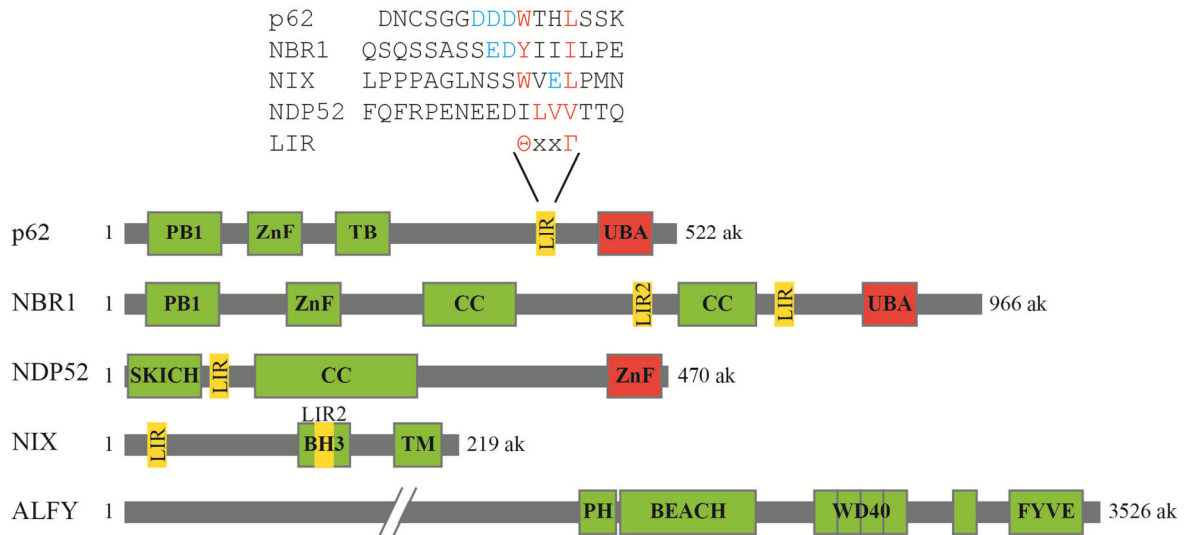 p62 DNCSGGDDDWTHLSSK
NBR1 QSQSSASSEDYIIILPE
NIX LPPPAGLNSSWVELPMN
NDP52 FQFRPENEEDILVVTTQ
LIR ΘxxΓ
p62 1 PB1 ZnF TB LIR UBA 522 ak
NBR1 1 PB1 ZnF CC LIR2 CC LIR UBA 966 ak
NDP52 1 SKICH LIR CC ZnF 470 ak
LIR2
NIX 1 LIR BH3 TM 219 ak
ALFY 1 PH BEACH WD40 FYVE 3526 ak